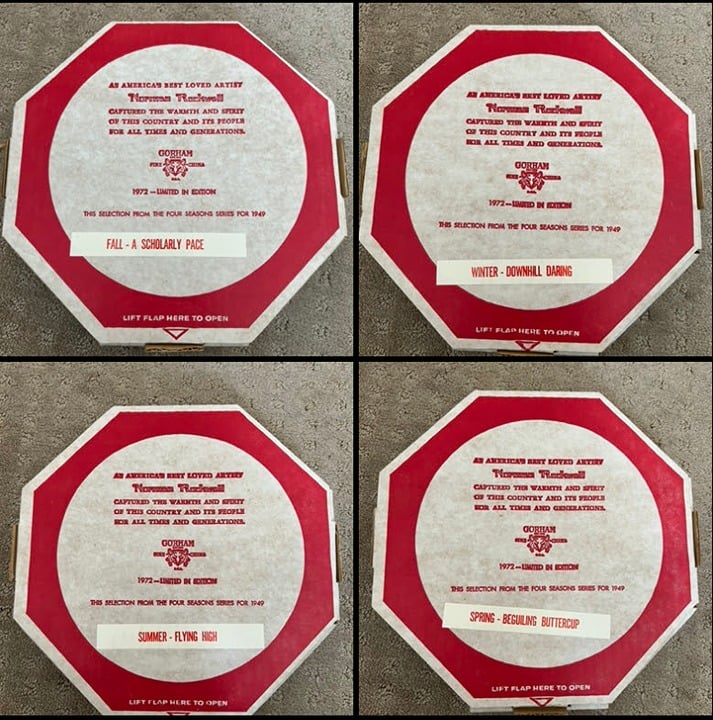 AS AMERICA'S BEST LOVED ARTIST
Norman Rockwell
CAPTURED THE WARMTH AND SPIRIT
OF THIS COUNTRY AND ITS PEOPLE
FOR ALL TIMES AND GENERATIONS.
GORHAM
FINE CHINA
U.S.A.
1972 — LIMITED IN EDITION
THIS SELECTION FROM THE FOUR SEASONS SERIES FOR 1949
FALL - A SCHOLARLY PACE
LIFT FLAP HERE TO OPEN
AS AMERICA'S BEST LOVED ARTIST
Norman Rockwell
CAPTURED THE WARMTH AND SPIRIT
OF THIS COUNTRY AND ITS PEOPLE
FOR ALL TIMES AND GENERATIONS.
GORHAM
FINE CHINA
U.S.A.
1972 — LIMITED IN EDITION
THIS SELECTION FROM THE FOUR SEASONS SERIES FOR 1949
WINTER - DOWNHILL DARING
LIFT FLAP HERE TO OPEN
AS AMERICA'S BEST LOVED ARTIST
Norman Rockwell
CAPTURED THE WARMTH AND SPIRIT
OF THIS COUNTRY AND ITS PEOPLE
FOR ALL TIMES AND GENERATIONS.
GORHAM
FINE CHINA
U.S.A.
1972 — LIMITED IN EDITION
THIS SELECTION FROM THE FOUR SEASONS SERIES FOR 1949
SUMMER - FLYING HIGH
LIFT FLAP HERE TO OPEN
AS AMERICA'S BEST LOVED ARTIST
Norman Rockwell
CAPTURED THE WARMTH AND SPIRIT
OF THIS COUNTRY AND ITS PEOPLE
FOR ALL TIMES AND GENERATIONS.
GORHAM
FINE CHINA
U.S.A.
1972 — LIMITED IN EDITION
THIS SELECTION FROM THE FOUR SEASONS SERIES FOR 1949
SPRING - BEGUILING BUTTERCUP
LIFT FLAP HERE TO OPEN